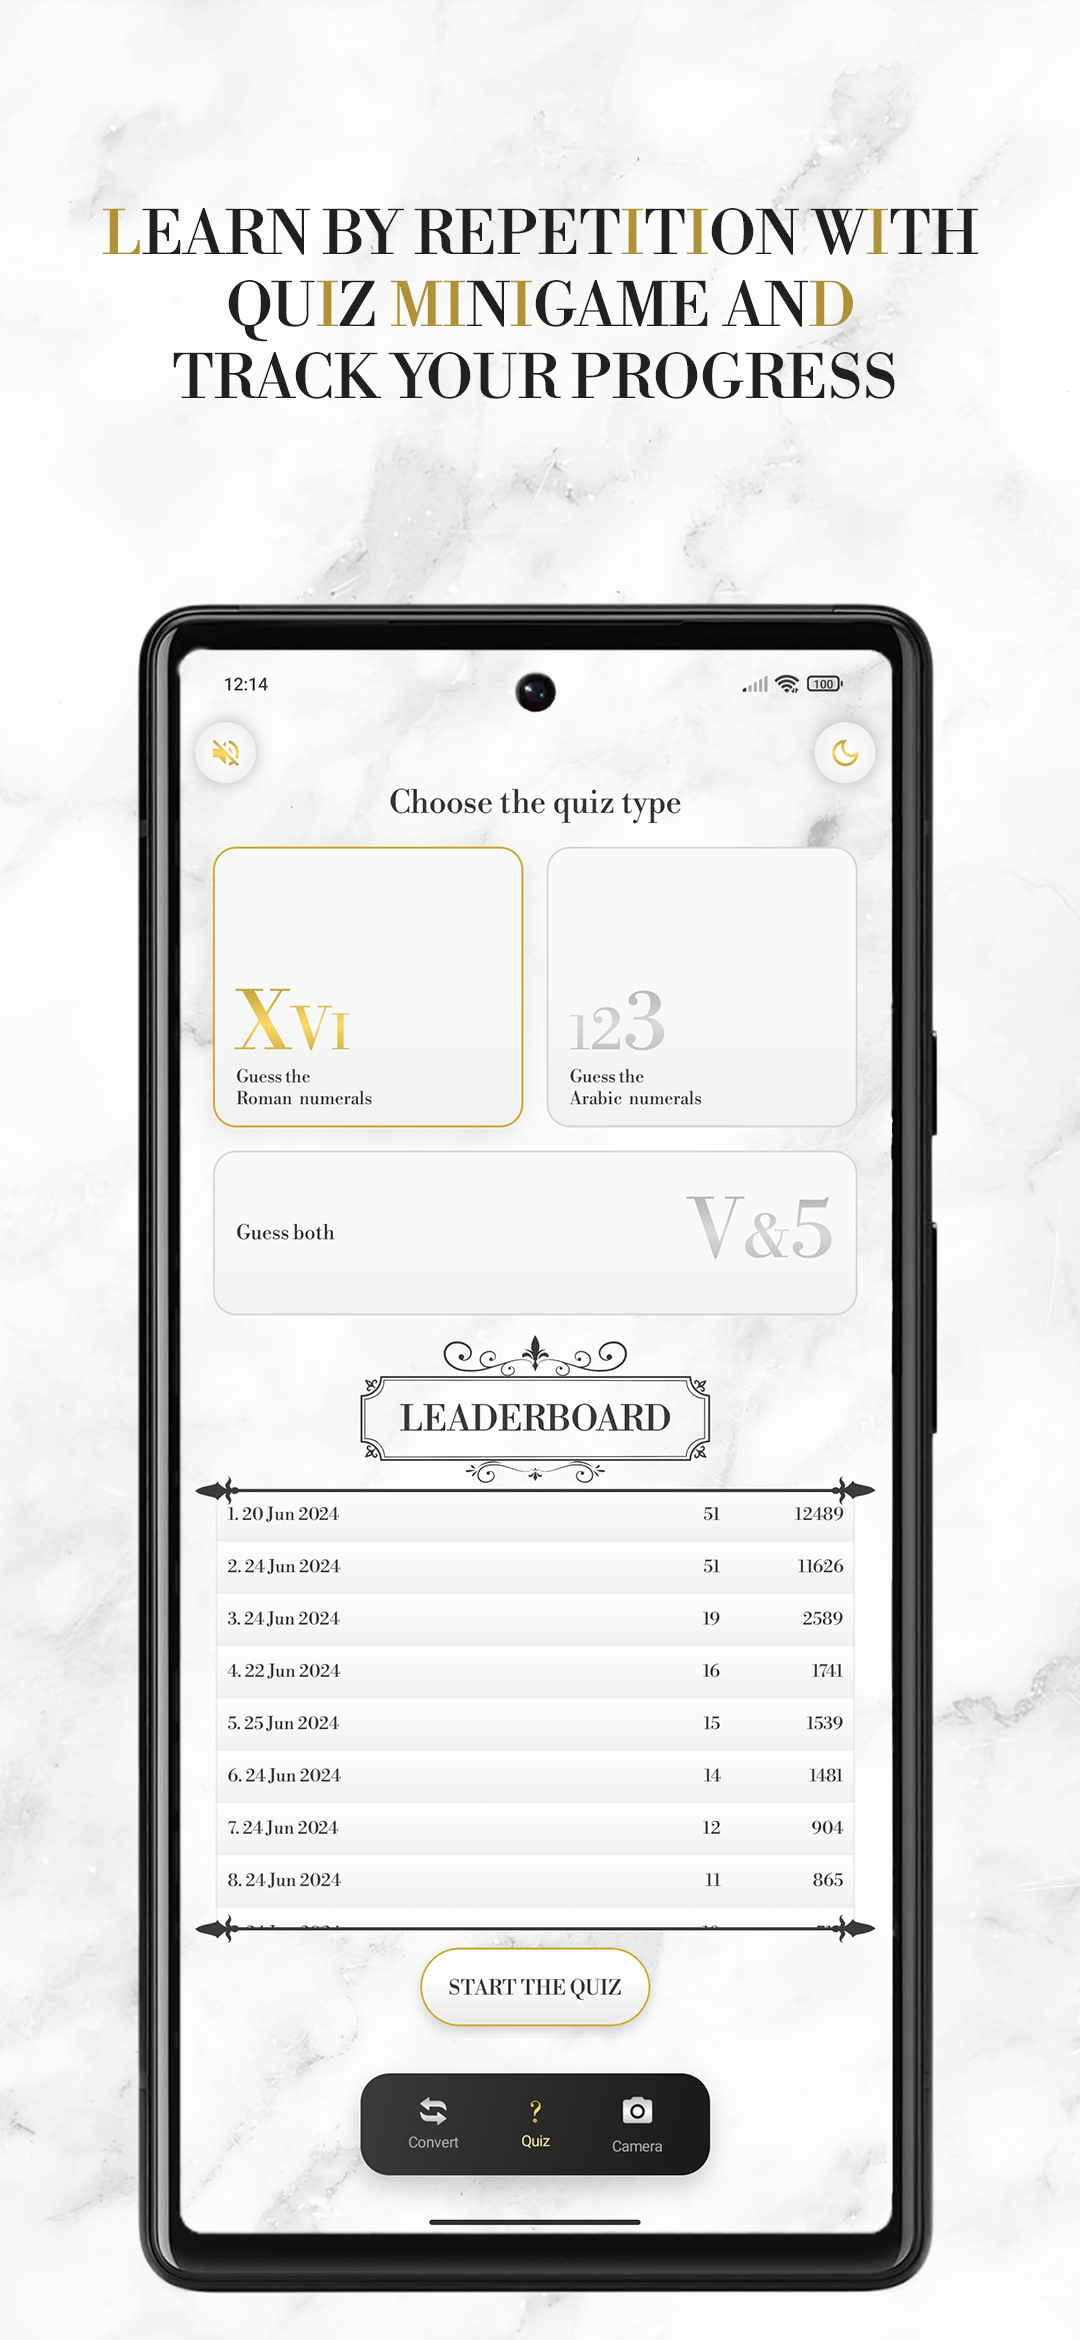 LEARN BY REPETITION WITH
QUIZ MINIGAME AND
TRACK YOUR PROGRESS
12:14
100
Choose the quiz type
XVI
Guess the
Roman numerals
123
Guess the
Arabic numerals
Guess both
V&5
LEADERBOARD
1. 20 Jun 2024 51 12489
2. 24 Jun 2024 51 11626
3. 24 Jun 2024 19 2589
4. 22 Jun 2024 16 1741
5. 25 Jun 2024 15 1539
6. 24 Jun 2024 14 1481
7. 24 Jun 2024 12 904
8. 24 Jun 2024 11 865
START THE QUIZ
?
Convert Quiz Camera